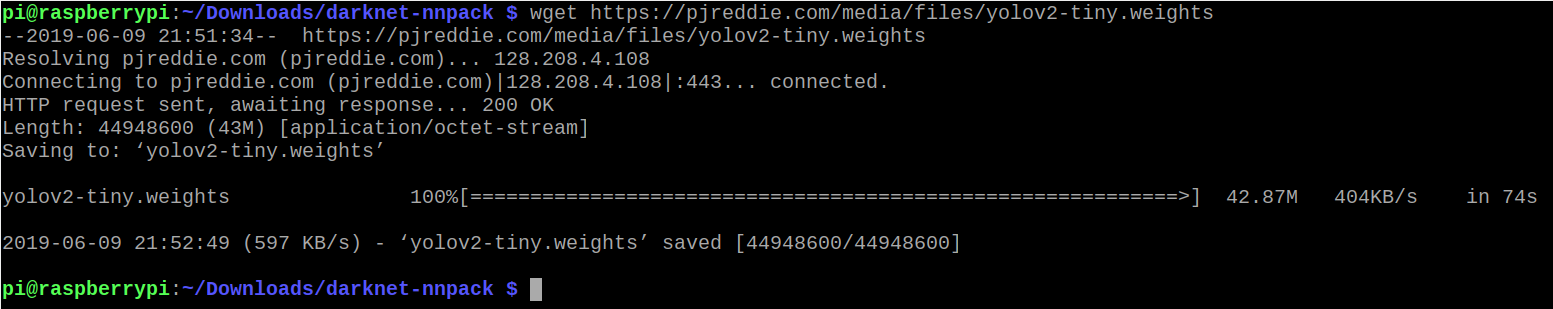 pi@raspberrypi:~/Downloads/darknet-nnpack $ wget https://pjreddie.com/media/files/yolov2-tiny.weights
--2019-06-09 21:51:34--  https://pjreddie.com/media/files/yolov2-tiny.weights
Resolving pjreddie.com (pjreddie.com)... 128.208.4.108
Connecting to pjreddie.com (pjreddie.com)|128.208.4.108|:443... connected.
HTTP request sent, awaiting response... 200 OK
Length: 44948600 (43M) [application/octet-stream]
Saving to: ‘yolov2-tiny.weights’
yolov2-tiny.weights               100%[===========================================================>]  42.87M   404KB/s    in 74s
2019-06-09 21:52:49 (597 KB/s) - ‘yolov2-tiny.weights’ saved [44948600/44948600]
pi@raspberrypi:~/Downloads/darknet-nnpack $